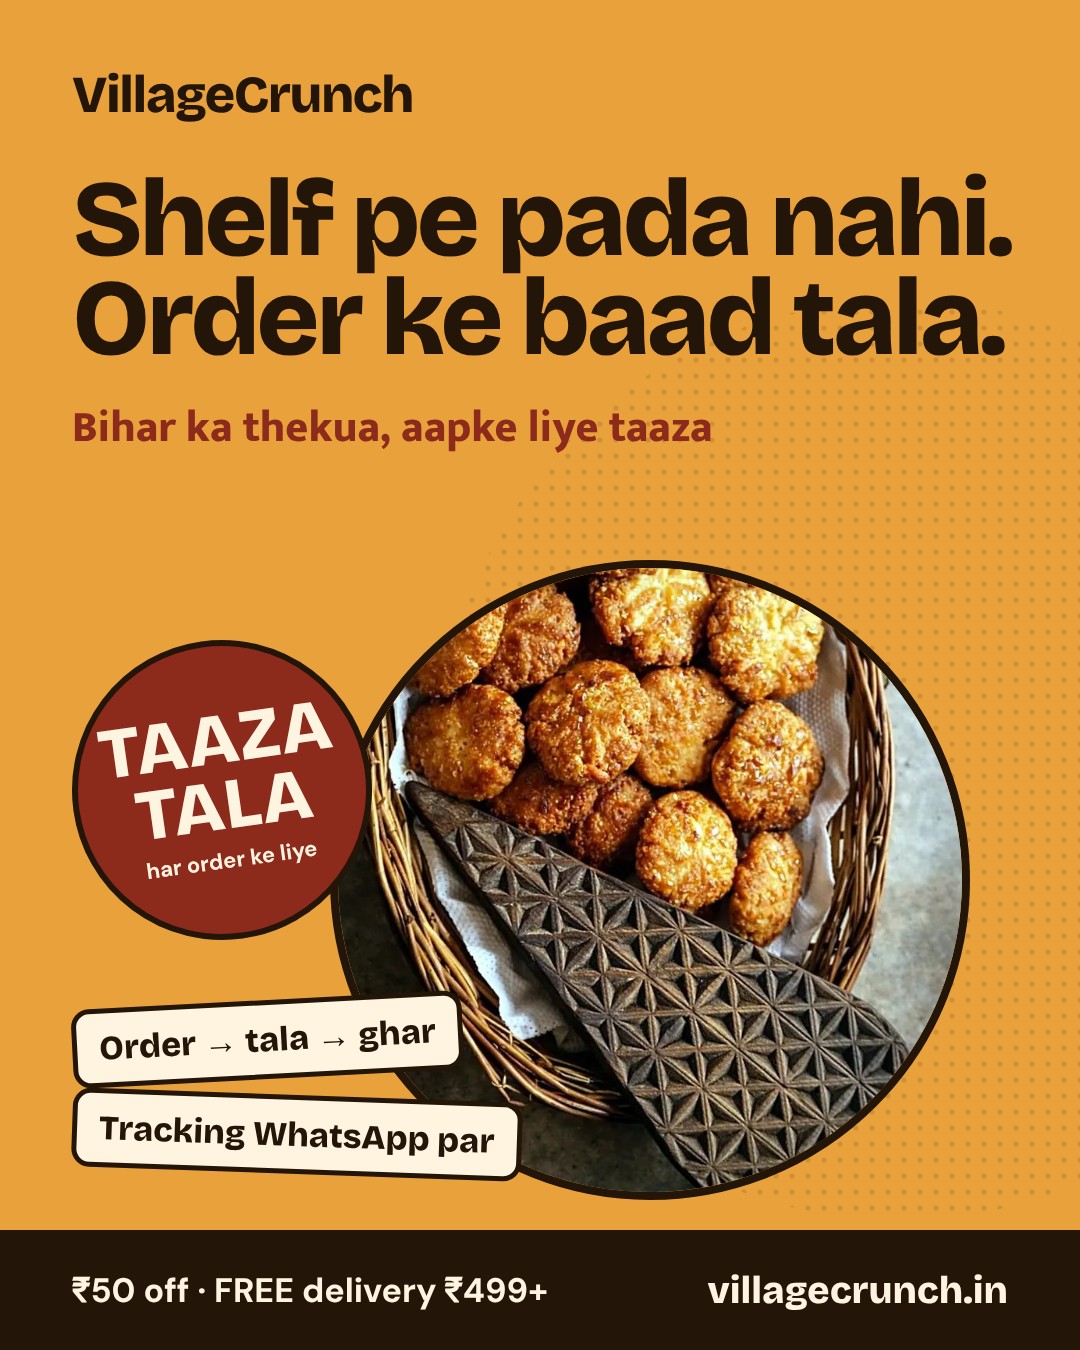 VillageCrunch
Shelf pe pada nahi.
Order ke baad tala.
Bihar ka thekua, aapke liye taaza
TAAZA
TALA
har order ke liye
Order → tala → ghar
Tracking WhatsApp par
₹50 off · FREE delivery ₹499+
villagecrunch.in